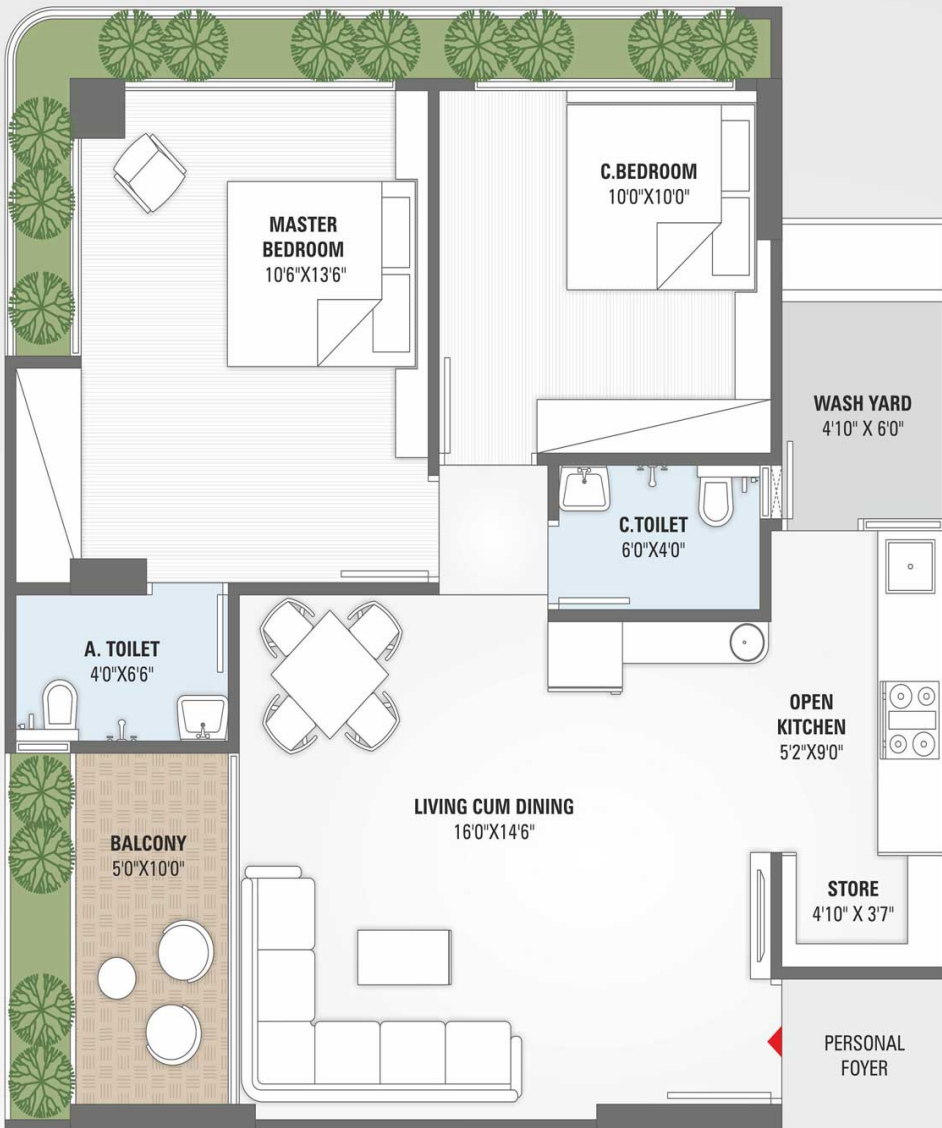 MASTER
BEDROOM
10'6"X13'6"
C.BEDROOM
10'0"X10'0"
WASH YARD
4'10" X 6'0"
C.TOILET
6'0"X4'0"
A. TOILET
4'0"X6'6"
OPEN
KITCHEN
5'2"X9'0"
LIVING CUM DINING
16'0"X14'6"
BALCONY
5'0"X10'0"
STORE
4'10" X 3'7"
PERSONAL
FOYER